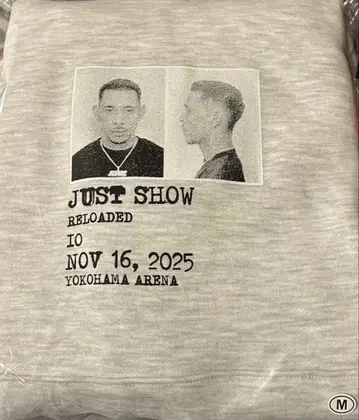 JUST SHOW
RELOADED
IO
NOV 16, 2025
YOKOHAMA ARENA
M